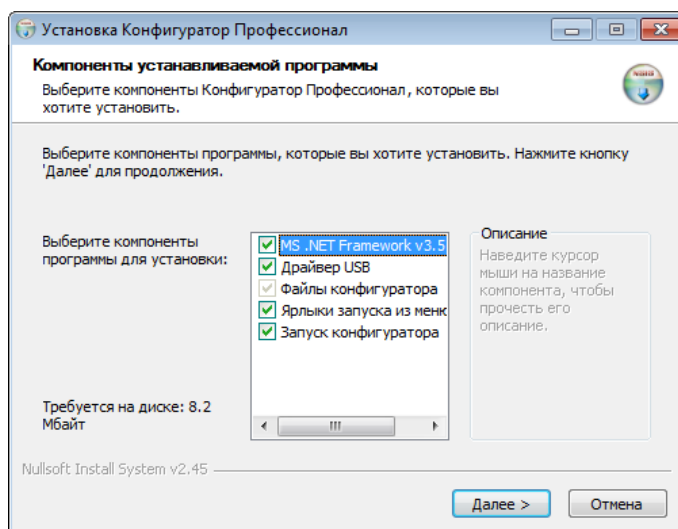 Установка Конфигуратор Профессионал
Компоненты устанавливаемой программы
Выберите компоненты Конфигуратор Профессионал, которые вы
хотите установить.
Выберите компоненты программы, которые вы хотите установить. Нажмите кнопку
'Далее' для продолжения.
Выберите компоненты
программы для установки:
MS .NET Framework v3.5
Драйвер USB
Файлы конфигуратора
Ярлыки запуска из менк
Запуск конфигуратора
Описание
Наведите курсор
мыши на название
компонента, чтобы
прочесть его
описание.
Требуется на диске: 8.2
Мбайт
Nullsoft Install System v2.45
Далее >
Отмена